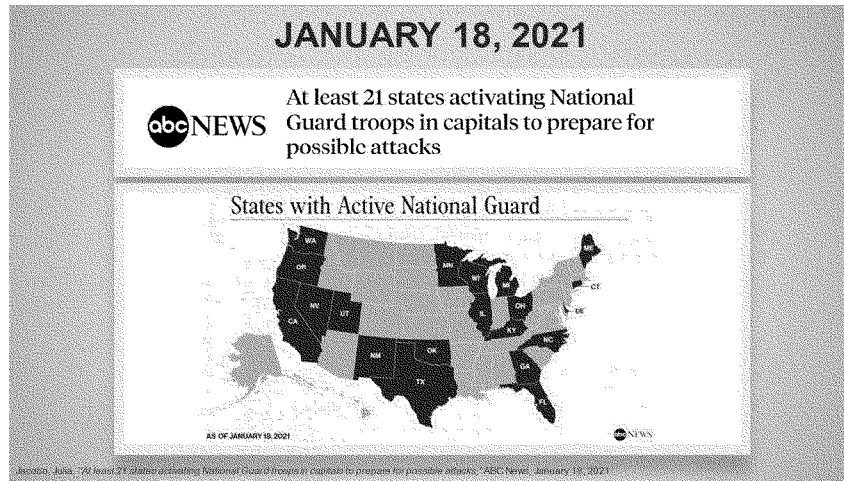 JANUARY 18, 2021
abc NEWS
At least 21 states activating National
Guard troops in capitals to prepare for
possible attacks
States with Active National Guard
WA
OR
NV
CA
UT
NM
TX
OK
MN
WI
MI
IL
OH
KY
NC
GA
FL
ME
CT
DE
AS OF JANUARY 18, 2021
abc NEWS
Jacobo, Julia, "At least 21 states activating National Guard troops in capitals to prepare for possible attacks," ABC News, January 18, 2021